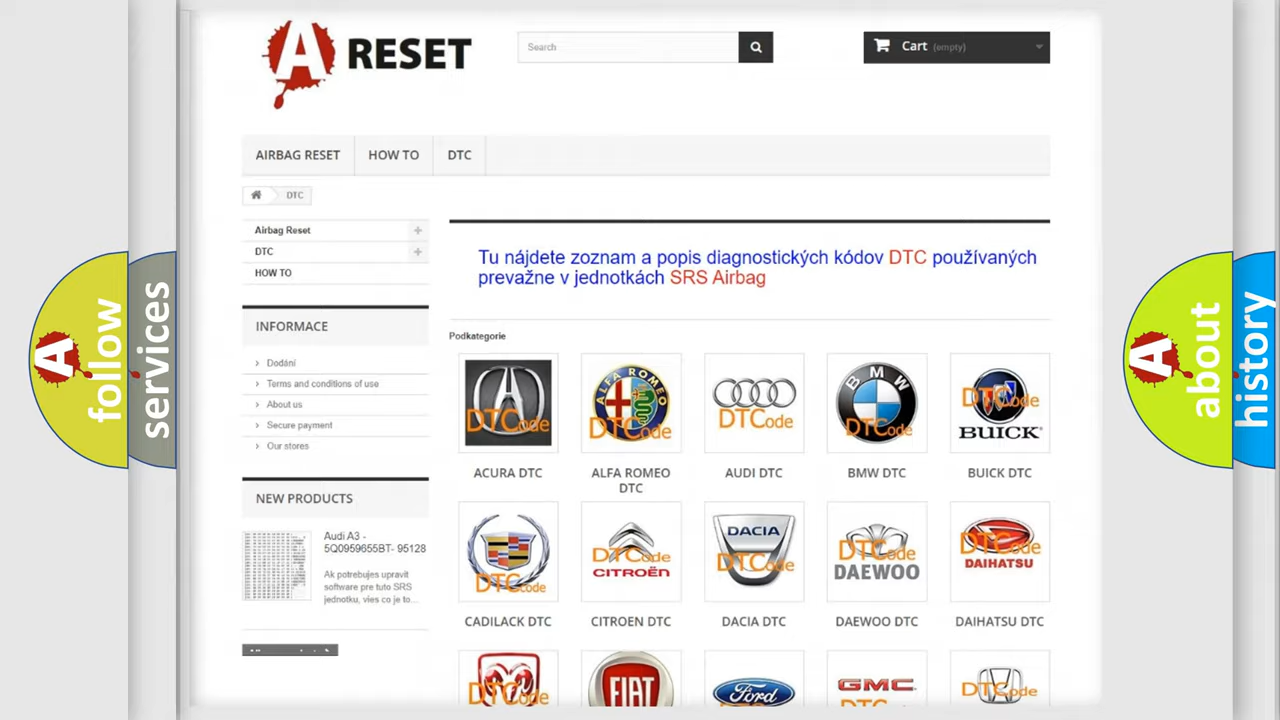 A RESET
Search
Cart (empty)
AIRBAG RESET
HOW TO
DTC
DTC
Airbag Reset
DTC
HOW TO
INFORMACE
Dodání
Terms and conditions of use
About us
Secure payment
Our stores
NEW PRODUCTS
Audi A3 -
5Q0959655BT- 95128
Ak potrebujes upravit
software pre tuto SRS
jednotku, vies co je to...
Tu nájdete zoznam a popis diagnostických kódov DTC používaných
prevažne v jednotkách SRS Airbag
Podkategorie
DTCode
ALFA ROMEO
DTCode
DTCode
BMW
DTCode
DTCode
BUICK
ACURA DTC
ALFA ROMEO
DTC
AUDI DTC
BMW DTC
BUICK DTC
DTCode
DTCode
CITROËN
DACIA
DTCode
DTCode
DAEWOO
DTCode
DAIHATSU
CADILACK DTC
CITROEN DTC
DACIA DTC
DAEWOO DTC
DAIHATSU DTC
DTCode
FIAT
Ford
GMC
DTCode
A follow
services
A about
history